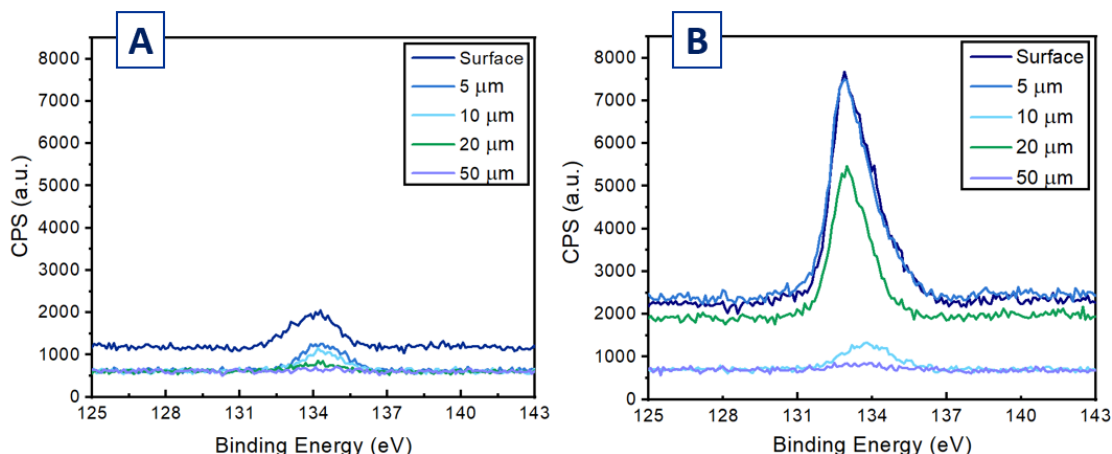 A
Surface
5 μm
10 μm
20 μm
50 μm
8000
7000
6000
5000
4000
3000
2000
1000
0
CPS (a.u.)
125 128 131 134 137 140 143
Binding Energy (eV)
B
Surface
5 μm
10 μm
20 μm
50 μm
8000
7000
6000
5000
4000
3000
2000
1000
0
CPS (a.u.)
125 128 131 134 137 140 143
Binding Energy (eV)